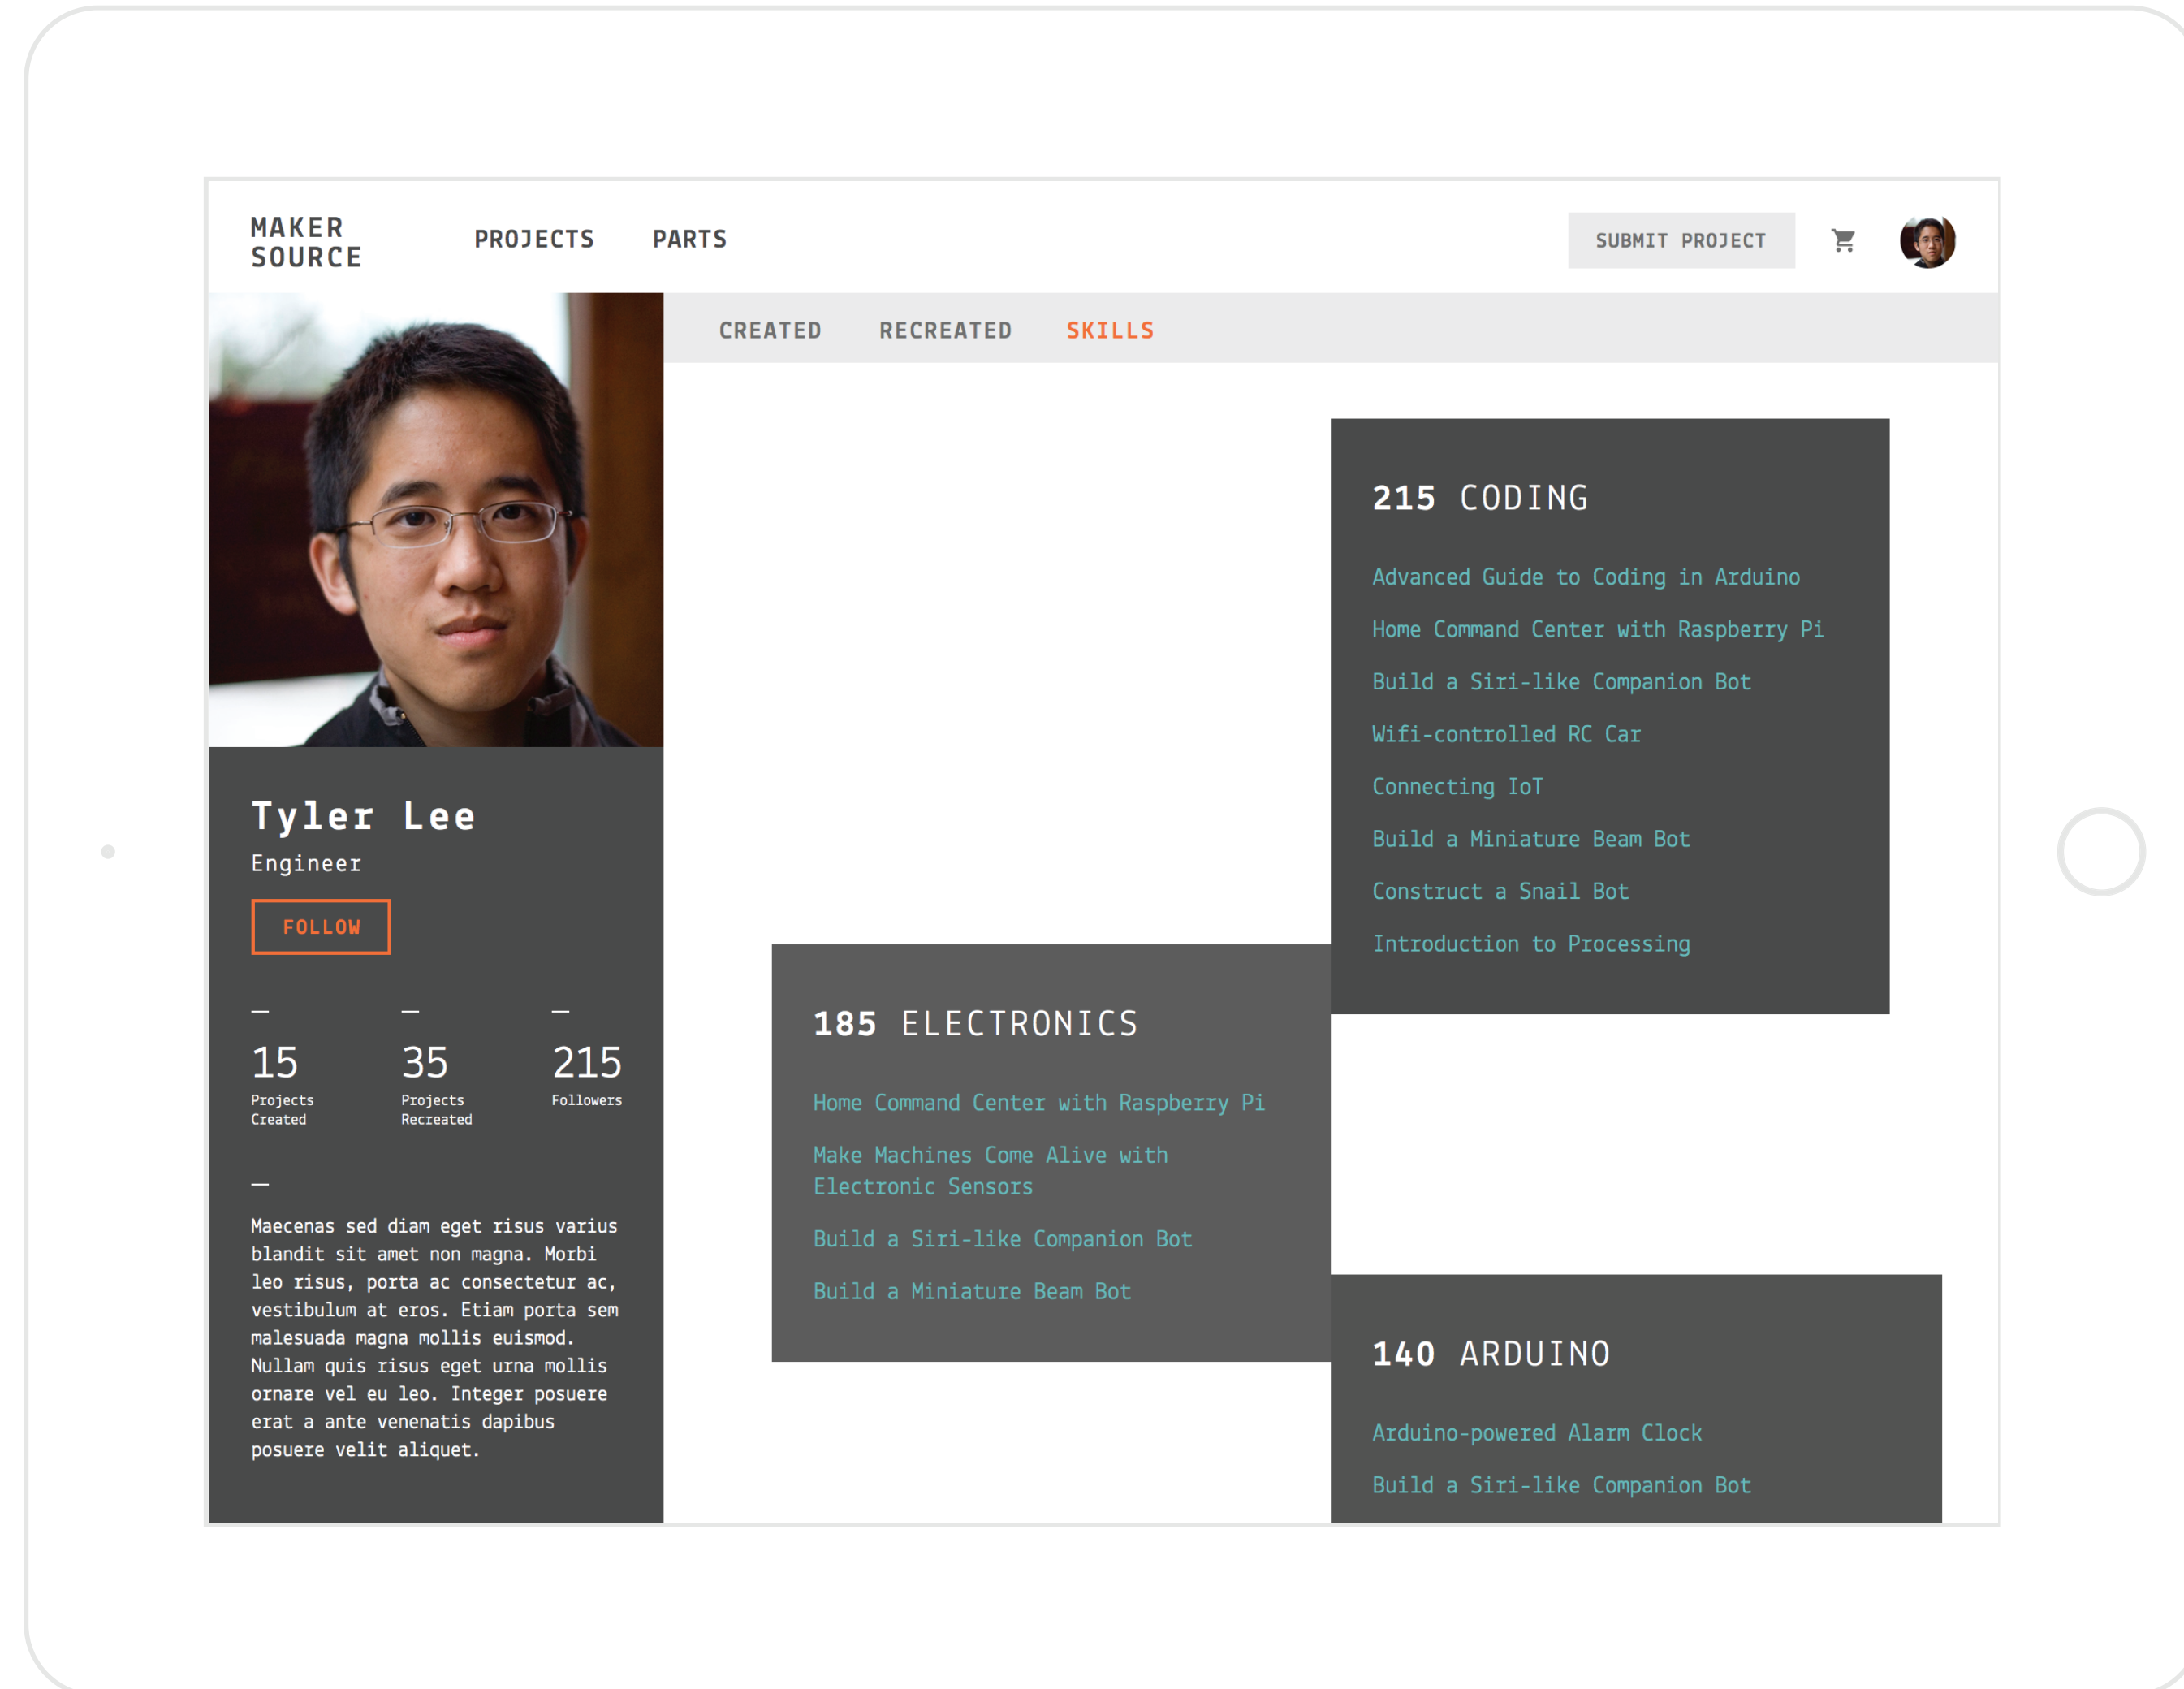 MAKER
SOURCE
PROJECTS
PARTS
SUBMIT PROJECT
CREATED
RECREATED
SKILLS
Tyler Lee
Engineer
FOLLOW
15
Projects
Created
35
Projects
Recreated
215
Followers
Maecenas sed diam eget risus varius
blandit sit amet non magna. Morbi
leo risus, porta ac consectetur ac,
vestibulum at eros. Etiam porta sem
malesuada magna mollis euismod.
Nullam quis risus eget urna mollis
ornare vel eu leo. Integer posuere
erat a ante venenatis dapibus
posuere velit aliquet.
215 CODING
Advanced Guide to Coding in Arduino
Home Command Center with Raspberry Pi
Build a Siri-like Companion Bot
Wifi-controlled RC Car
Connecting IoT
Build a Miniature Beam Bot
Construct a Snail Bot
Introduction to Processing
185 ELECTRONICS
Home Command Center with Raspberry Pi
Make Machines Come Alive with
Electronic Sensors
Build a Siri-like Companion Bot
Build a Miniature Beam Bot
140 ARDUINO
Arduino-powered Alarm Clock
Build a Siri-like Companion Bot